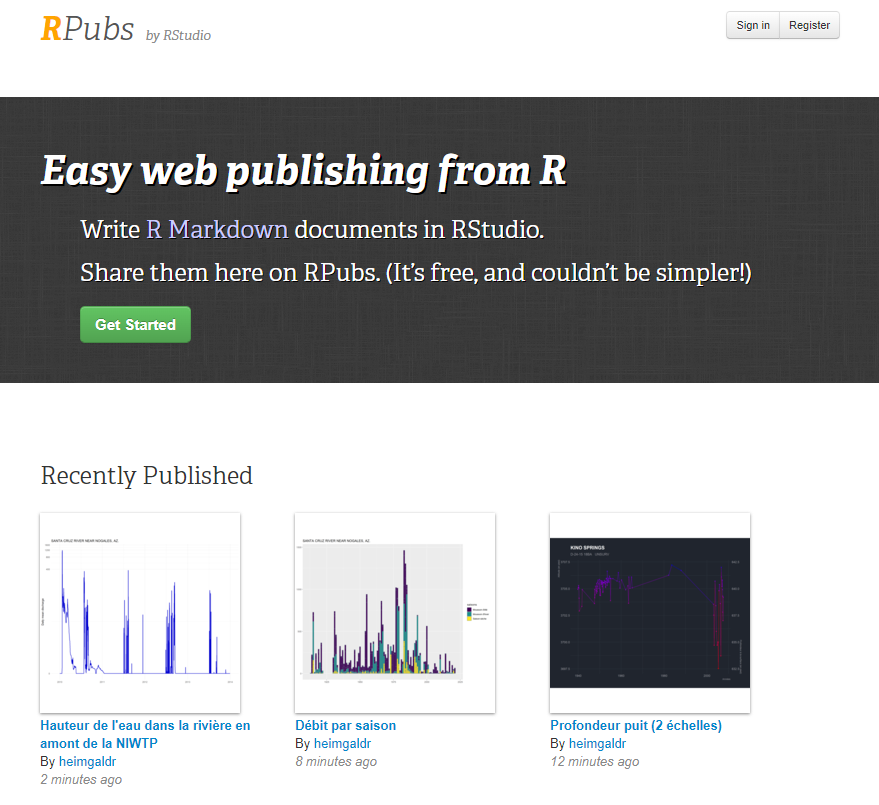 RPubs by RStudio
Sign in Register
Easy web publishing from R
Write R Markdown documents in RStudio.
Share them here on RPubs. (It's free, and couldn't be simpler!)
Get Started
Recently Published
SANTA CRUZ RIVER NEAR NOGALES, AZ
SANTA CRUZ RIVER NEAR NOGALES, AZ
KINO SPRINGS
Hauteur de l'eau dans la rivière en
amont de la NIWTP
By heimgaldr
2 minutes ago
Débit par saison
By heimgaldr
8 minutes ago
Profondeur puit (2 échelles)
By heimgaldr
12 minutes ago